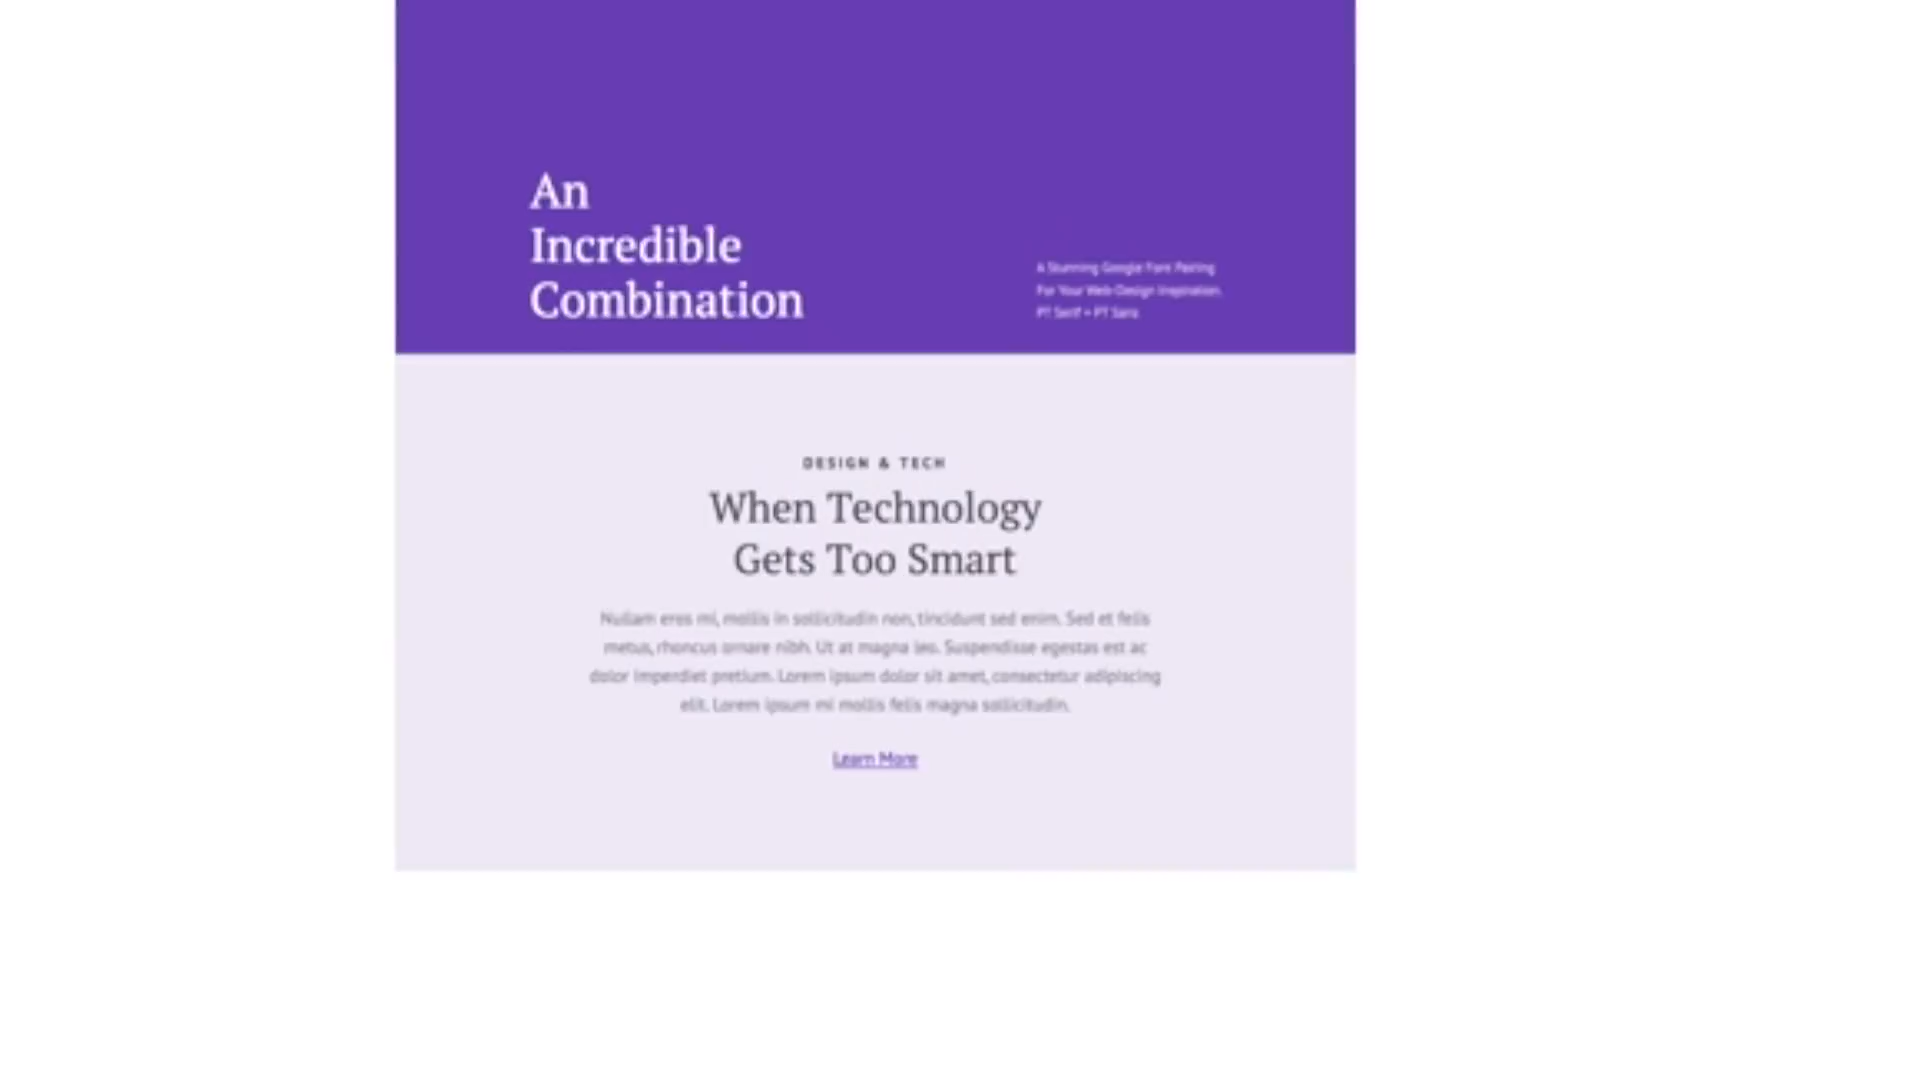 An
Incredible
Combination
A Stunning Google Font Pairing
For Your Web Design Inspiration.
PT Serif + PT Sans
DESIGN & TECH
When Technology
Gets Too Smart
Nullam eros mi, mollis in sollicitudin non, tincidunt sed enim. Sed et felis
metus, rhoncus ornare nibh. Ut at magna leo. Suspendisse egestas est ac
dolor imperdiet pretium. Lorem ipsum dolor sit amet, consectetur adipiscing
elit. Lorem ipsum mi mollis felis magna sollicitudin.
Learn More